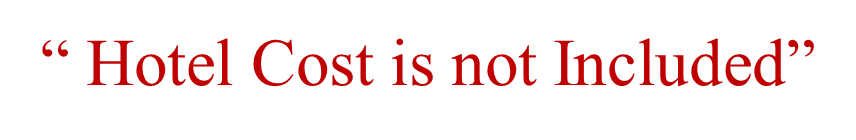 “ Hotel Cost is not Included”